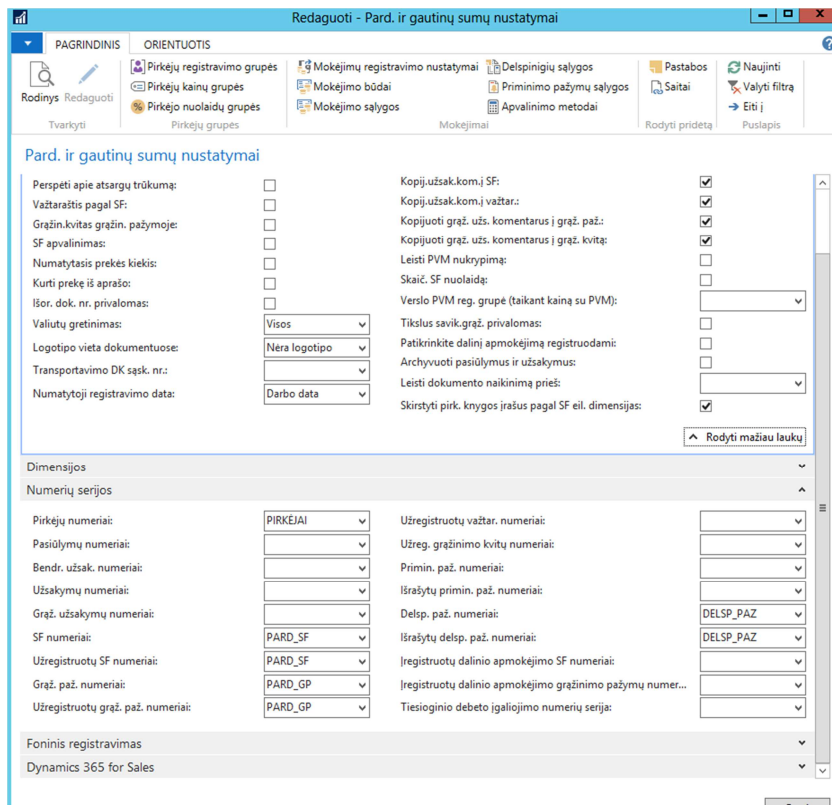 Redaguoti - Pard. ir gautinų sumų nustatymai
PAGRINDINIS ORIENTUOTIS
Rodinys Redaguoti
Tvarkyti
Pirkėjų registravimo grupės
Pirkėjų kainų grupės
Pirkėjo nuolaidų grupės
Pirkėjų grupės
Mokėjimų registravimo nustatymai
Mokėjimo būdai
Mokėjimo sąlygos
Delspinigių sąlygos
Priminimo pažymų sąlygos
Apvalinimo metodai
Mokėjimai
Pastabos
Saitai
Rodyti pridėtą
Naujinti
Valyti filtrą
Eiti į
Puslapis
Pard. ir gautinų sumų nustatymai
Perspėti apie atsargų trūkumą:
Važtaraštis pagal SF:
Grąžin.kvitas grąžin. pažymoje:
SF apvalinimas:
Numatytasis prekės kiekis:
Kurti prekę iš aprašo:
Išor. dok. nr. privalomas:
Valiutų gretinimas: Visos
Logotipo vieta dokumentuose: Nėra logotipo
Transportavimo DK sąsk. nr.:
Numatytoji registravimo data: Darbo data
Kopij.užsak.kom.į SF:
Kopij.užsak.kom.į važtar.:
Kopijuoti grąž. užs. komentarus į grąž. paž.:
Kopijuoti grąž. užs. komentarus į grąž. kvitą:
Leisti PVM nukrypimą:
Skaič. SF nuolaidą:
Verslo PVM reg. grupė (taikant kainą su PVM):
Tikslus savik.grąž. privalomas:
Patikrinkite dalinį apmokėjimą registruodami:
Archyvuoti pasiūlymus ir užsakymus:
Leisti dokumento naikinimą prieš:
Skirstyti pirk. knygos įrašus pagal SF eil. dimensijas:
Rodyti mažiau laukų
Dimensijos
Numerių serijos
Pirkėjų numeriai: PIRKĖJAI
Pasiūlymų numeriai:
Bendr. užsak. numeriai:
Užsakymų numeriai:
Grąž. užsakymų numeriai:
SF numeriai: PARD_SF
Užregistruotų SF numeriai: PARD_SF
Grąž. paž. numeriai: PARD_GP
Užregistruotų grąž. paž. numeriai: PARD_GP
Užregistruotų važtar. numeriai:
Užreg. grąžinimo kvitų numeriai:
Primin. paž. numeriai:
Išrašytų primin. paž. numeriai:
Delsp. paž. numeriai: DELSP_PAZ
Išrašytų delsp. paž. numeriai: DELSP_PAZ
Įregistruotų dalinio apmokėjimo SF numeriai:
Įregistruotų dalinio apmokėjimo grąžinimo pažymų numer...
Tiesioginio debeto įgaliojimo numerių serija:
Foninis registravimas
Dynamics 365 for Sales